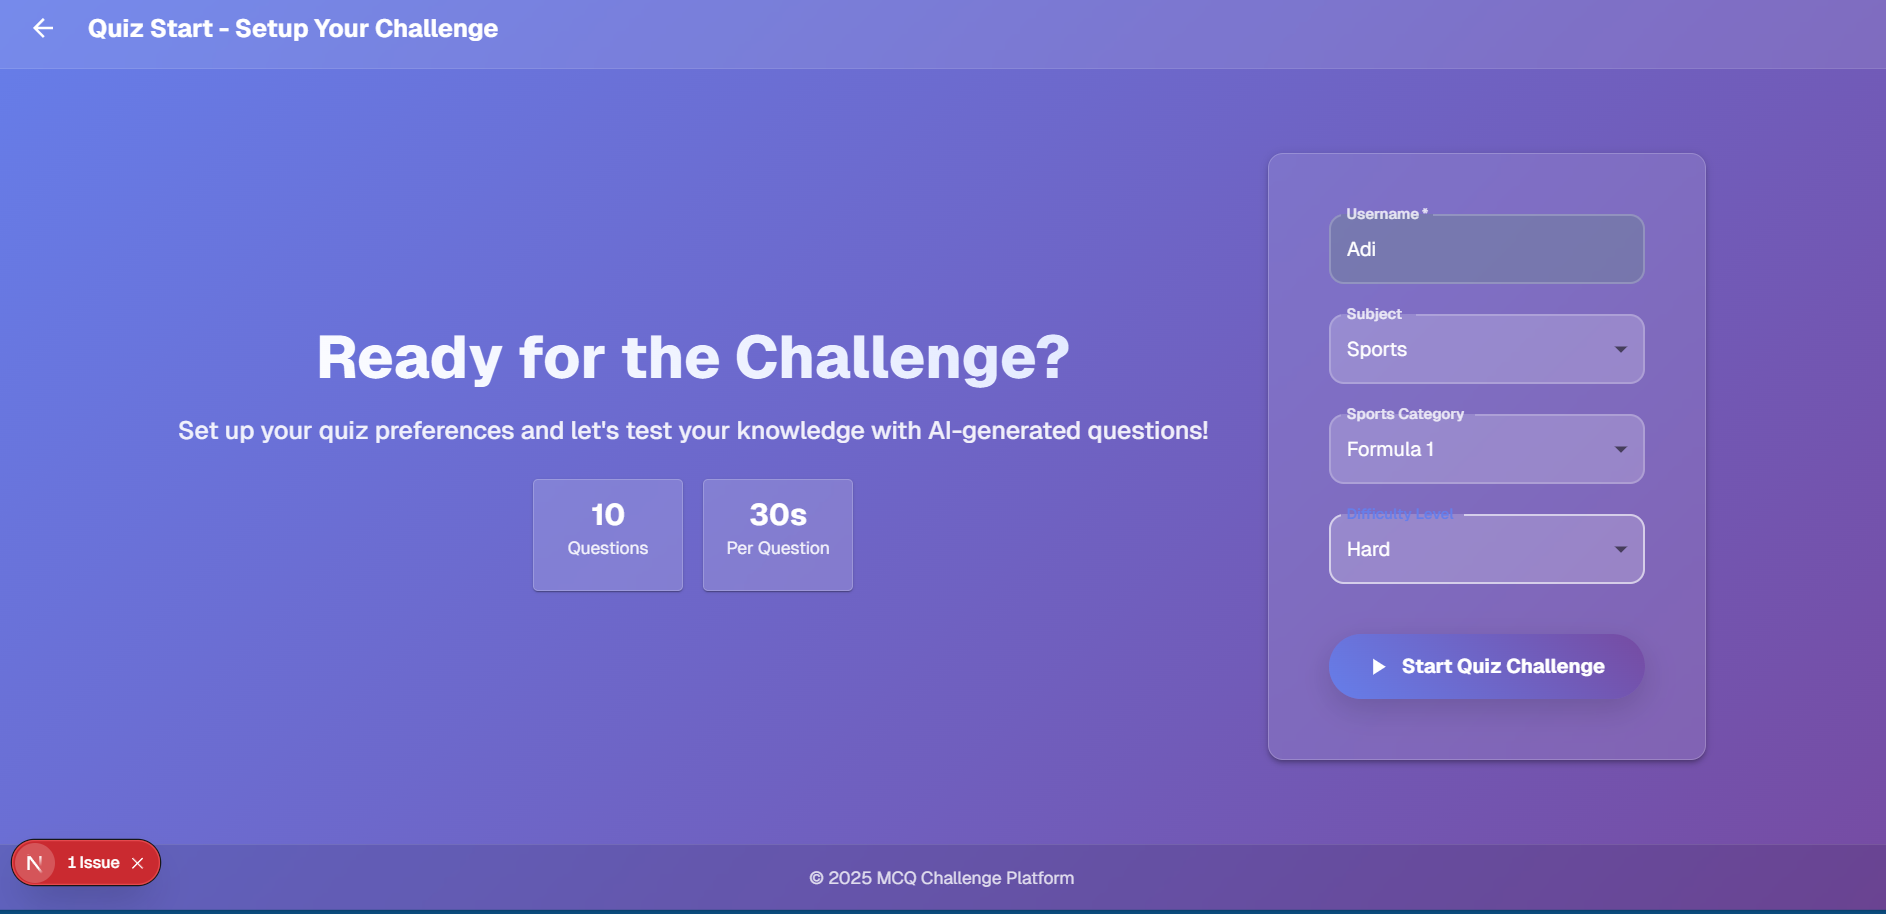 Quiz Start - Setup Your Challenge
Ready for the Challenge?
Set up your quiz preferences and let's test your knowledge with AI-generated questions!
10
Questions
30s
Per Question
Username *
Adi
Subject
Sports
Sports Category
Formula 1
Difficulty Level
Hard
Start Quiz Challenge
N
1 Issue
© 2025 MCQ Challenge Platform